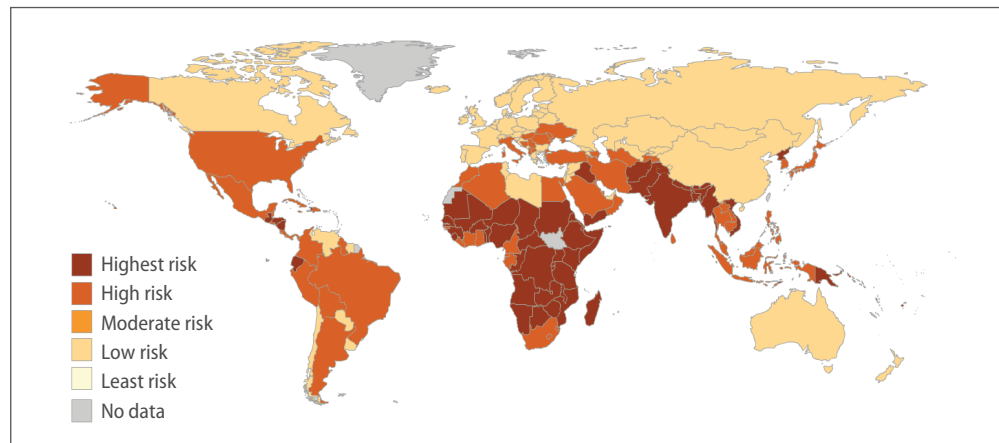 Highest risk
High risk
Moderate risk
Low risk
Least risk
No data